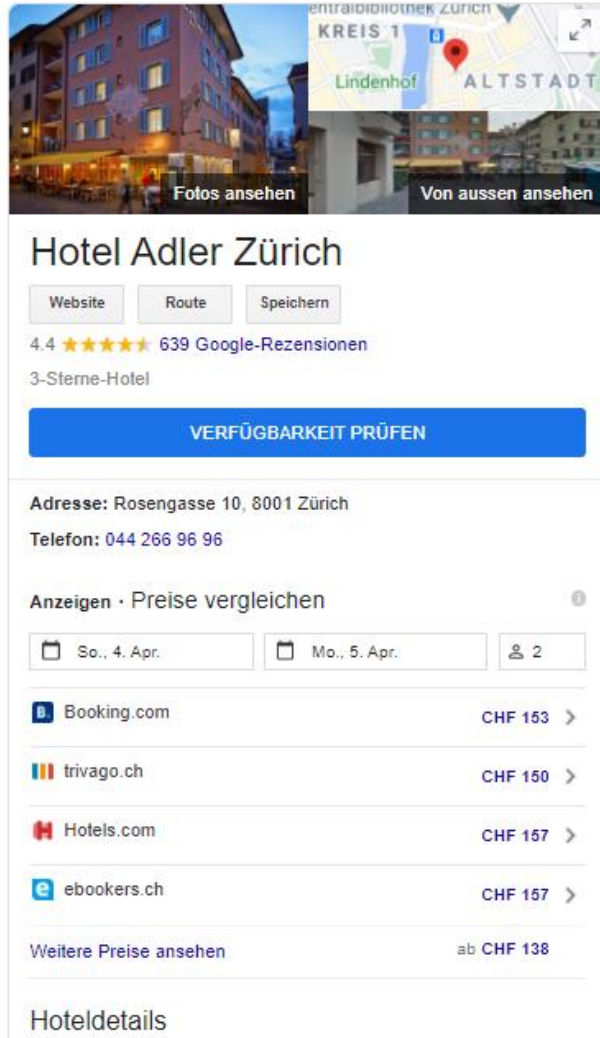 entralbibliothek Zürich
KREIS 1
Lindenhof
ALTSTADT
Fotos ansehen
Von aussen ansehen
Hotel Adler Zürich
Website Route Speichern
4.4 639 Google-Rezensionen
3-Sterne-Hotel
VERFÜGBARKEIT PRÜFEN
Adresse: Rosengasse 10, 8001 Zürich
Telefon: 044 266 96 96
Anzeigen · Preise vergleichen
So., 4. Apr. Mo., 5. Apr. 2
B. Booking.com CHF 153
trivago.ch CHF 150
H Hotels.com CHF 157
e ebookers.ch CHF 157
Weitere Preise ansehen ab CHF 138
Hoteldetails